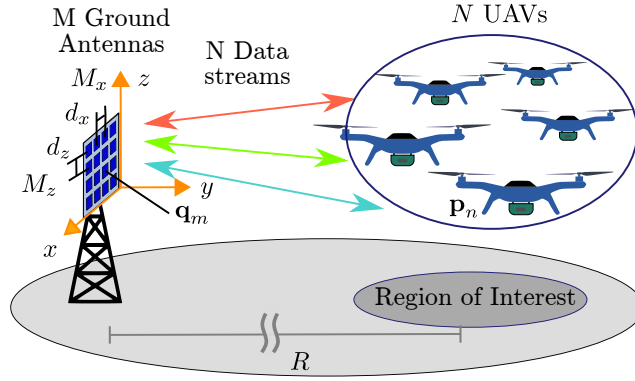 M Ground
Antennas
N Data
streams
N UAVs
M_x
z
d_x
d_z
M_z
y
q_m
x
p_n
Region of Interest
R